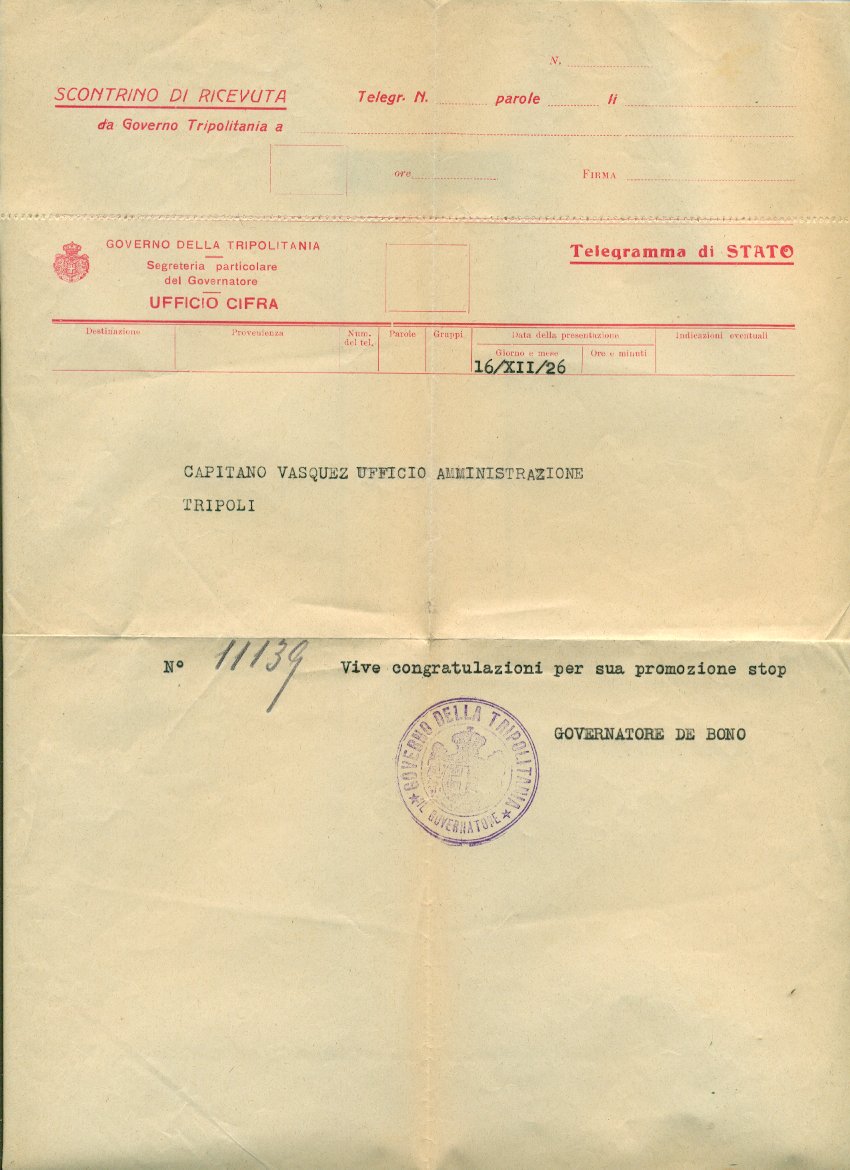 N.
SCONTRINO DI RICEVUTA Telegr. N. parole li
da Governo Tripolitania a
ore FIRMA
GOVERNO DELLA TRIPOLITANIA
Segreteria particolare
del Governatore
UFFICIO CIFRA
Telegramma di STATO
Destinazione Provenienza Num. del tel. Parole Gruppi Data della presentazione Indicazioni eventuali
Giorno e mese Ore e minuti
16/XII/26
CAPITANO VASQUEZ UFFICIO AMMINISTRAZIONE
TRIPOLI
N° 11139 Vive congratulazioni per sua promozione stop
GOVERNATORE DE BONO
GOVERNO DELLA TRIPOLITANIA
★ IL GOVERNATORE ★